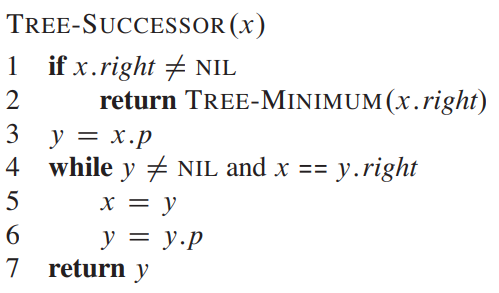 TREE-SUCCESSOR(x)
1 if x.right ≠ NIL
2 return TREE-MINIMUM(x.right)
3 y = x.p
4 while y ≠ NIL and x == y.right
5 x = y
6 y = y.p
7 return y